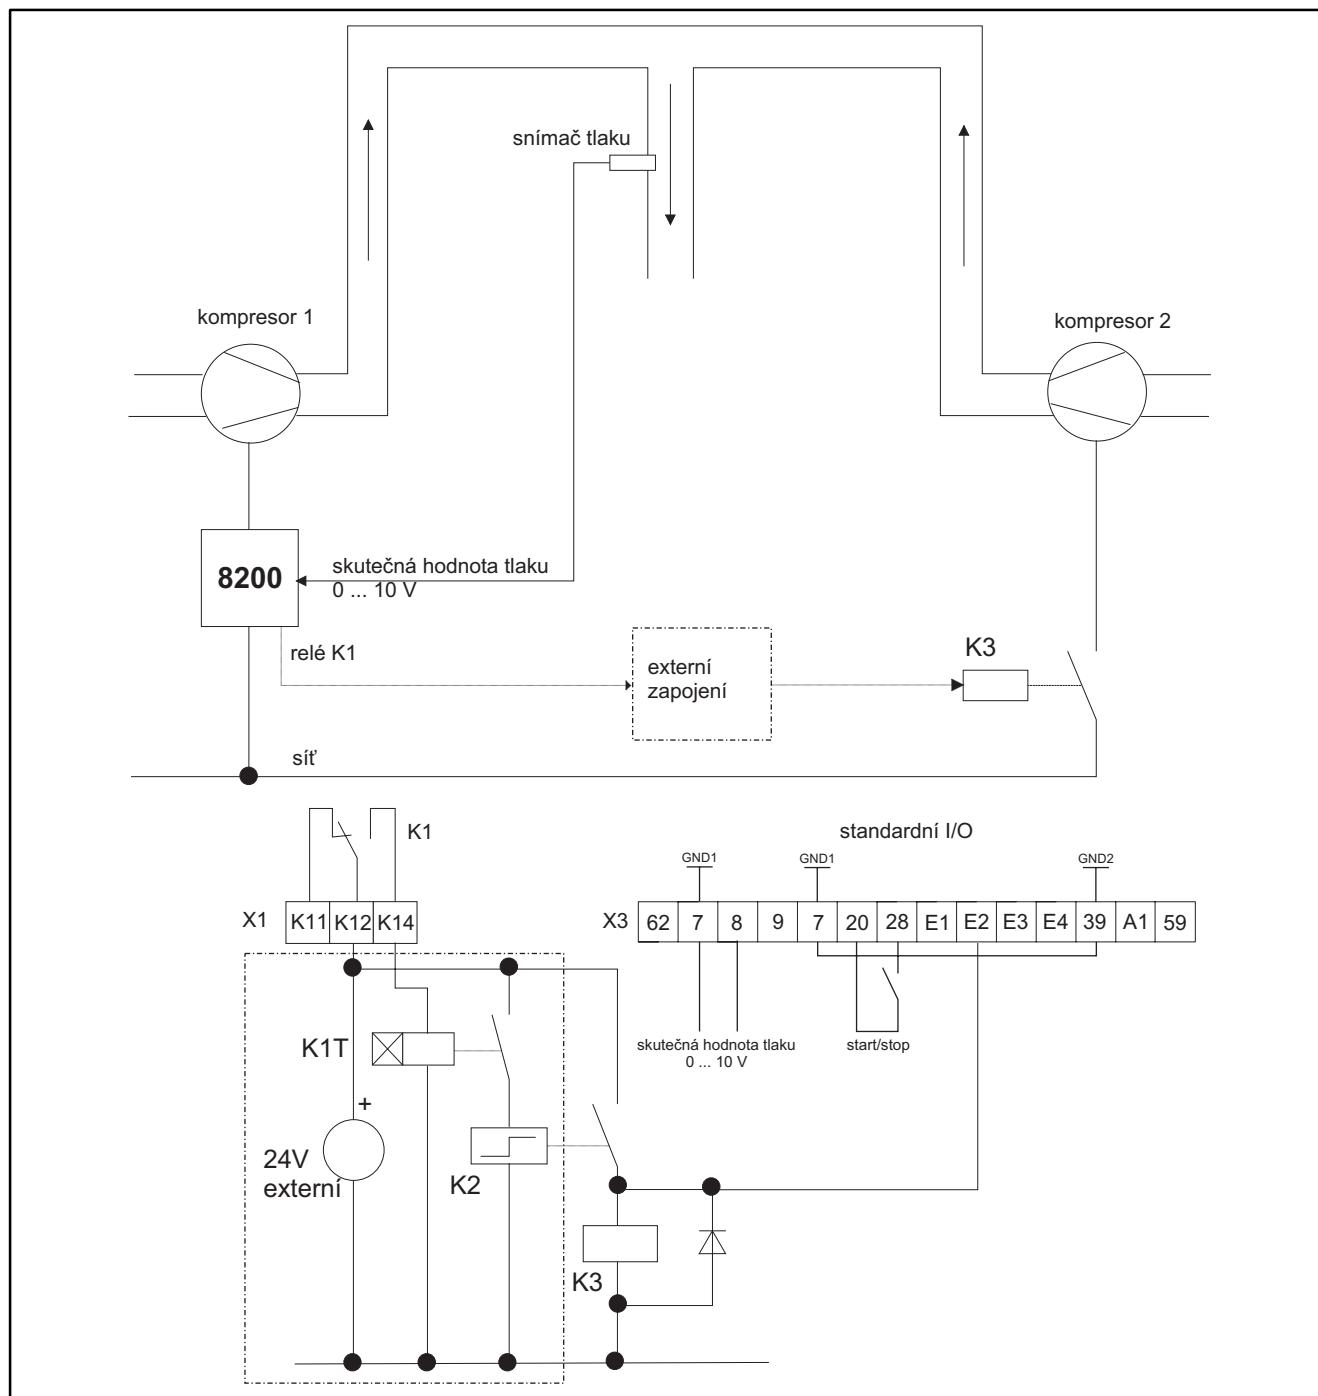 snímač tlaku
kompresor 1
kompresor 2
8200
skutečná hodnota tlaku
0 ... 10 V
relé K1
externí
zapojení
K3
síť
K1
standardní I/O
GND1
GND1
GND2
X1
K11
K12
K14
X3
62
7
8
9
7
20
28
E1
E2
E3
E4
39
A1
59
K1T
skutečná hodnota tlaku
0 ... 10 V
start/stop
+
24V
externí
K2
K3